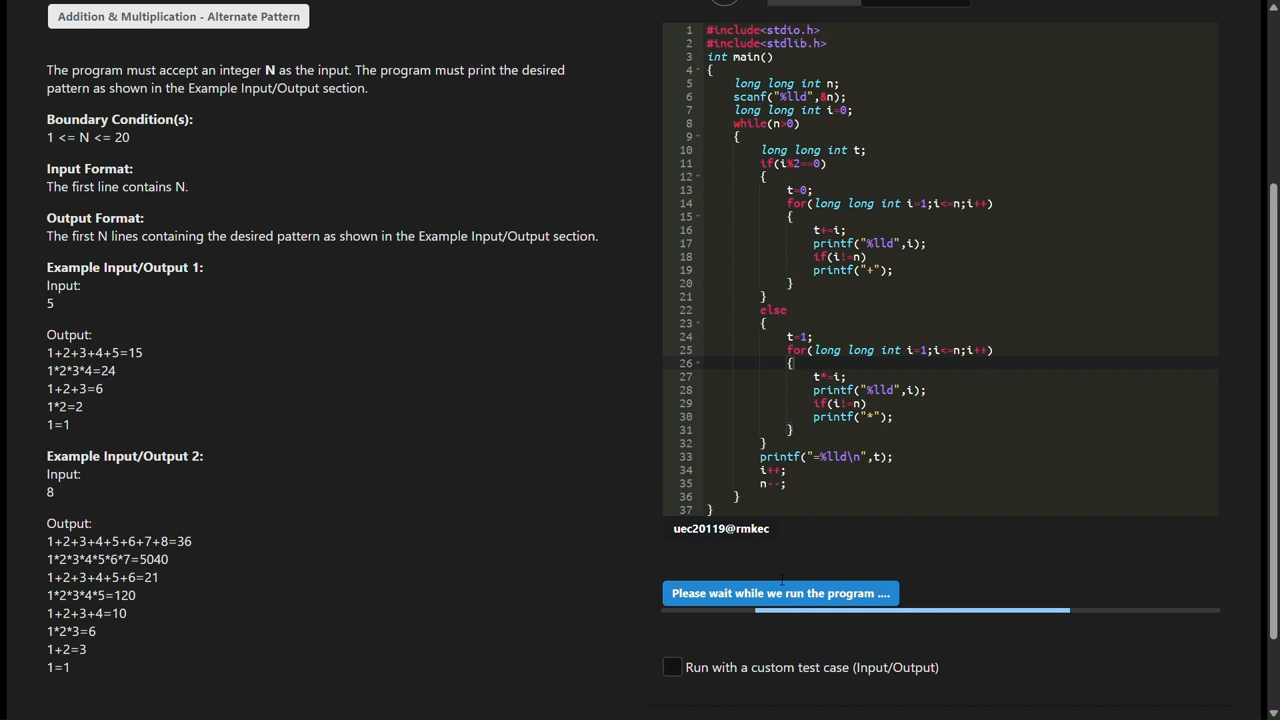 Addition & Multiplication - Alternate Pattern
The program must accept an integer N as the input. The program must print the desired
pattern as shown in the Example Input/Output section.
Boundary Condition(s):
1 <= N <= 20
Input Format:
The first line contains N.
Output Format:
The first N lines containing the desired pattern as shown in the Example Input/Output section.
Example Input/Output 1:
Input:
5
Output:
1+2+3+4+5=15
1*2*3*4=24
1+2+3=6
1*2=2
1=1
Example Input/Output 2:
Input:
8
Output:
1+2+3+4+5+6+7+8=36
1*2*3*4*5*6*7=5040
1+2+3+4+5+6=21
1*2*3*4*5=120
1+2+3+4=10
1*2*3=6
1+2=3
1=1
1 #include<stdio.h>
2 #include<stdlib.h>
3 int main()
4 {
5 long long int n;
6 scanf("%lld",&n);
7 long long int i=0;
8 while(n>0)
9 {
10 long long int t;
11 if(i%2==0)
12 {
13 t=0;
14 for(long long int i=1;i<=n;i++)
15 {
16 t+=i;
17 printf("%lld",i);
18 if(i!=n)
19 printf("+");
20 }
21 }
22 else
23 {
24 t=1;
25 for(long long int i=1;i<=n;i++)
26 {
27 t*=i;
28 printf("%lld",i);
29 if(i!=n)
30 printf("*");
31 }
32 }
33 printf("=%lld\n",t);
34 i++;
35 n--;
36 }
37 }
uec20119@rmkec
Please wait while we run the program ....
Run with a custom test case (Input/Output)